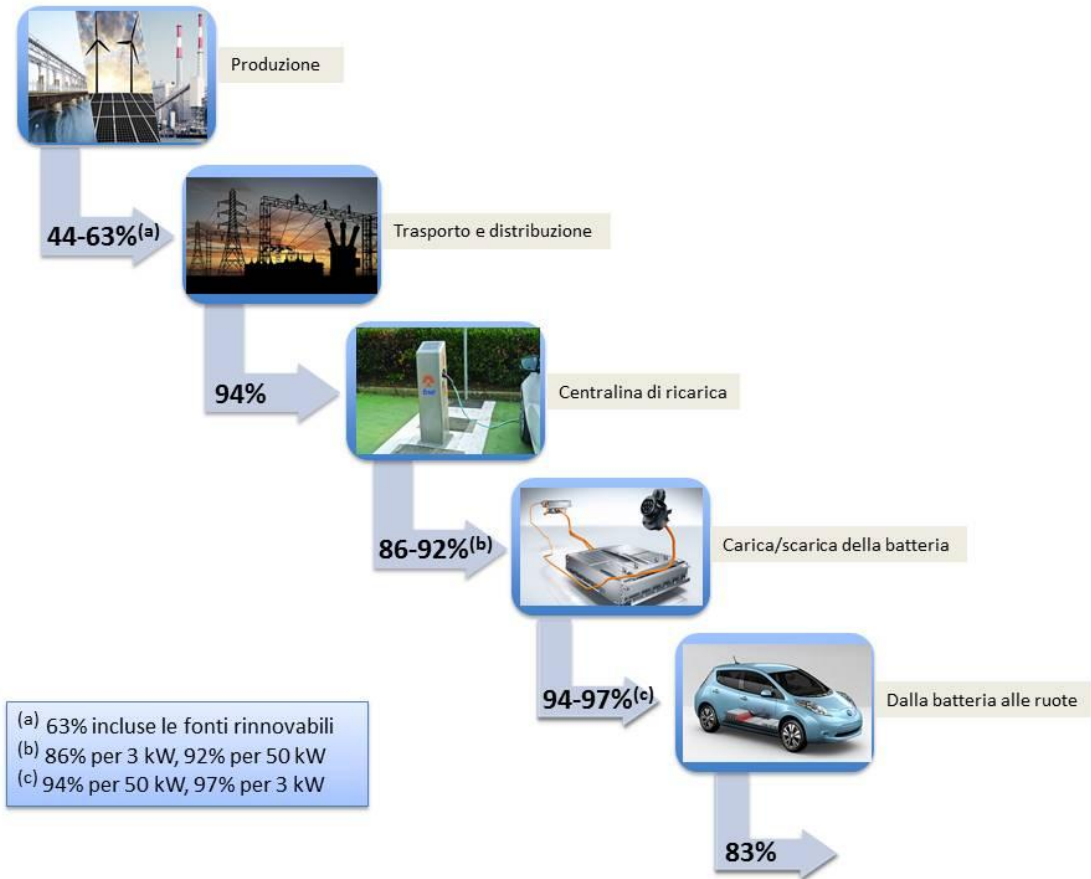 Produzione
44-63%(a)
Trasporto e distribuzione
94%
Centralina di ricarica
86-92%(b)
Carica/scarica della batteria
94-97%(c)
Dalla batteria alle ruote
(a) 63% incluse le fonti rinnovabili
(b) 86% per 3 kW, 92% per 50 kW
(c) 94% per 50 kW, 97% per 3 kW
83%